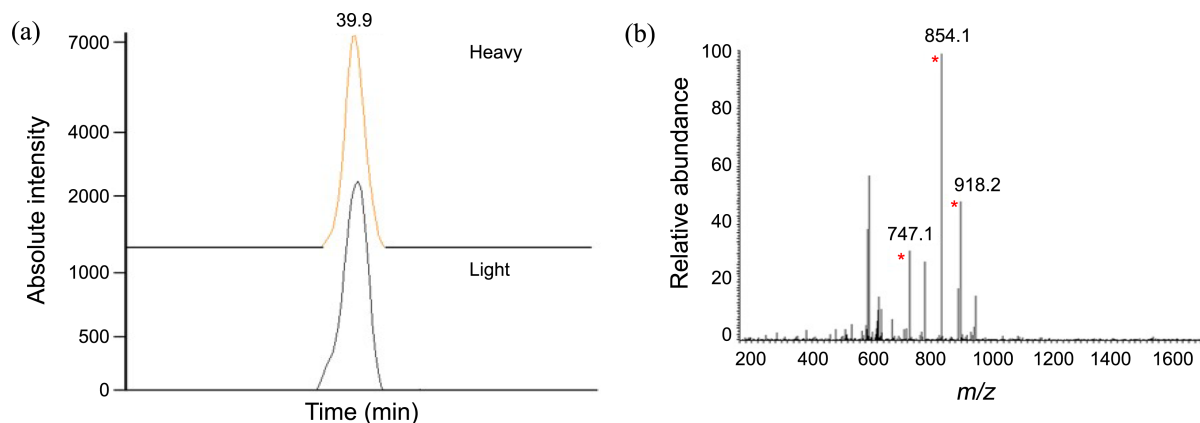 (a)
39.9
Heavy
Light
7000
4000
2000
1000
500
0
Absolute intensity
Time (min)
(b)
854.1
*
918.2
*
747.1
*
100
80
60
40
20
0
Relative abundance
200 400 600 800 1000 1200 1400 1600
m/z